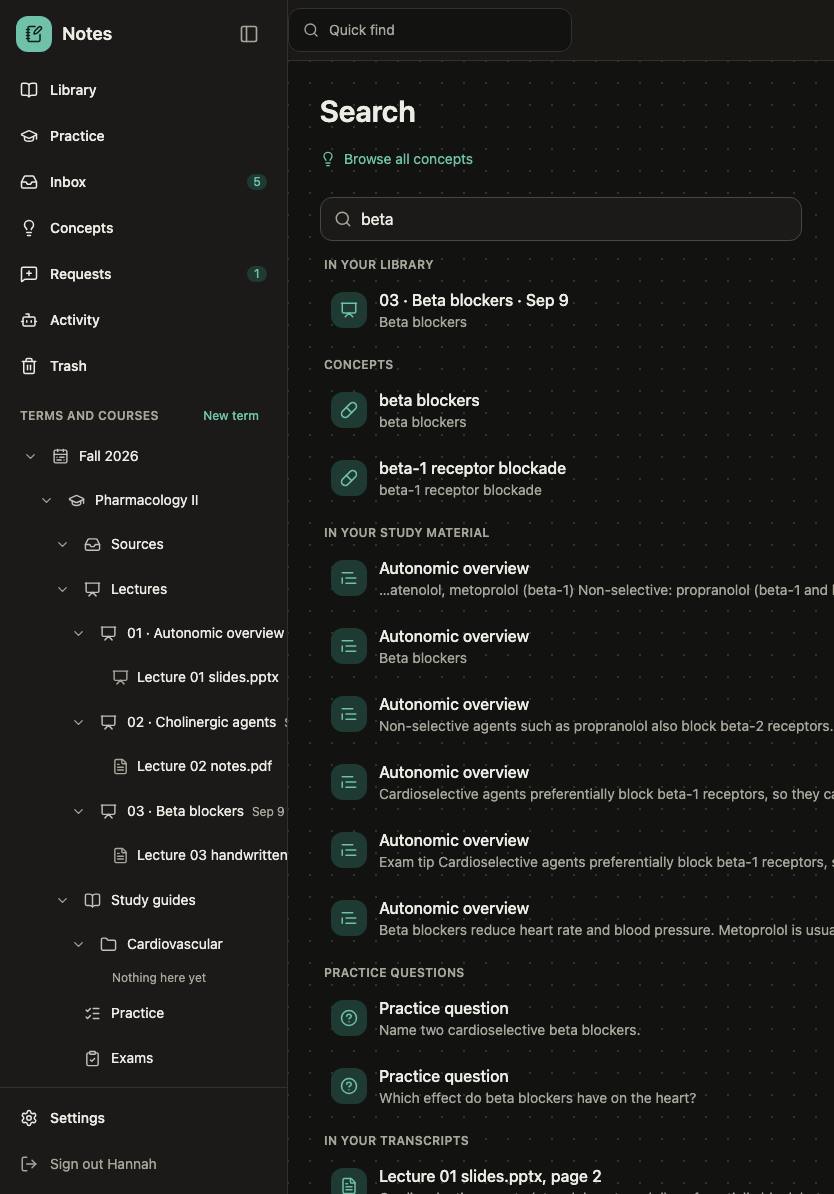 Notes
Quick find
Library
Practice
Inbox 5
Concepts
Requests 1
Activity
Trash
TERMS AND COURSES New term
Fall 2026
Pharmacology II
Sources
Lectures
01 · Autonomic overview
Lecture 01 slides.pptx
02 · Cholinergic agents
Lecture 02 notes.pdf
03 · Beta blockers Sep 9
Lecture 03 handwritten
Study guides
Cardiovascular
Nothing here yet
Practice
Exams
Settings
Sign out Hannah
Search
Browse all concepts
beta
IN YOUR LIBRARY
03 · Beta blockers · Sep 9
Beta blockers
CONCEPTS
beta blockers
beta blockers
beta-1 receptor blockade
beta-1 receptor blockade
IN YOUR STUDY MATERIAL
Autonomic overview
...atenolol, metoprolol (beta-1) Non-selective: propranolol (beta-1 and
Autonomic overview
Beta blockers
Autonomic overview
Non-selective agents such as propranolol also block beta-2 receptors.
Autonomic overview
Cardioselective agents preferentially block beta-1 receptors, so they
Autonomic overview
Exam tip Cardioselective agents preferentially block beta-1 receptors,
Autonomic overview
Beta blockers reduce heart rate and blood pressure. Metoprolol is
PRACTICE QUESTIONS
Practice question
Name two cardioselective beta blockers.
Practice question
Which effect do beta blockers have on the heart?
IN YOUR TRANSCRIPTS
Lecture 01 slides.pptx, page 2